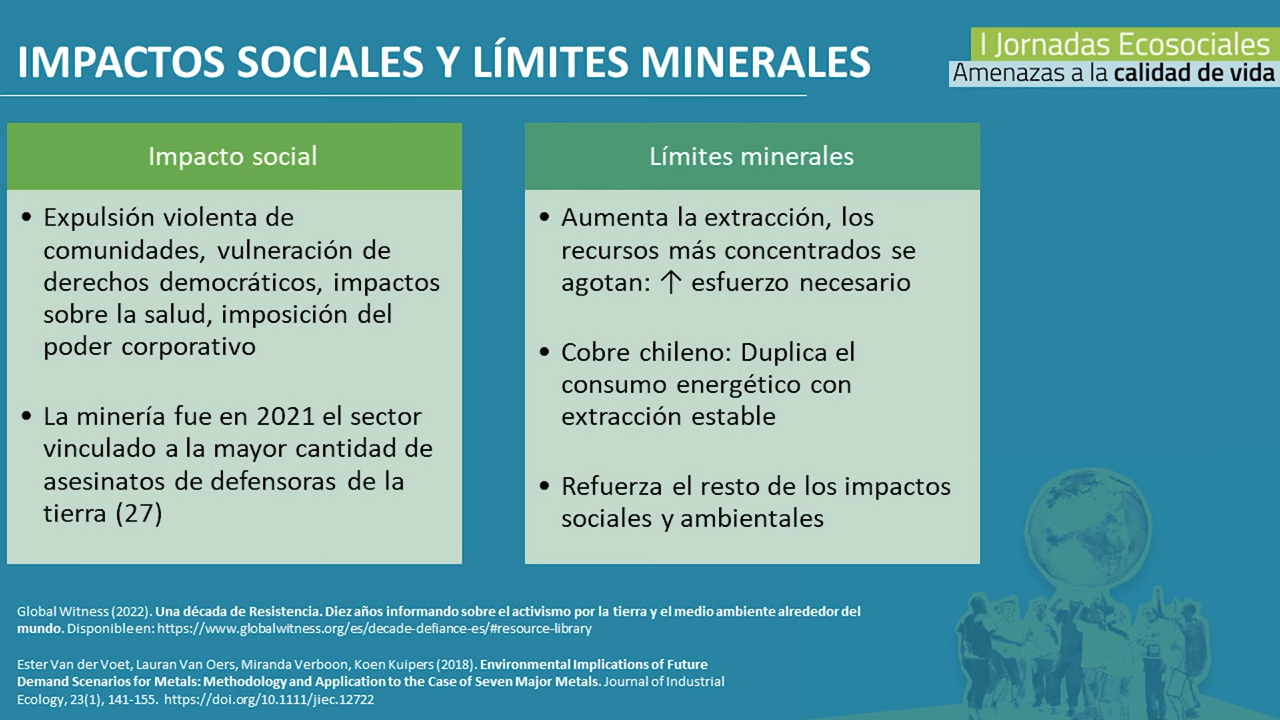 IMPACTOS SOCIALES Y LÍMITES MINERALES
I Jornadas Ecosociales
Amenazas a la calidad de vida
Impacto social
• Expulsión violenta de
comunidades, vulneración de
derechos democráticos, impactos
sobre la salud, imposición del
poder corporativo
• La minería fue en 2021 el sector
vinculado a la mayor cantidad de
asesinatos de defensoras de la
tierra (27)
Límites minerales
• Aumenta la extracción, los
recursos más concentrados se
agotan: ↑ esfuerzo necesario
• Cobre chileno: Duplica el
consumo energético con
extracción estable
• Refuerza el resto de los impactos
sociales y ambientales
Global Witness (2022). Una década de Resistencia. Diez años informando sobre el activismo por la tierra y el medio ambiente alrededor del
mundo. Disponible en: https://www.globalwitness.org/es/decade-defiance-es/#resource-library
Ester Van der Voet, Lauran Van Oers, Miranda Verboon, Koen Kuipers (2018). Environmental Implications of Future
Demand Scenarios for Metals: Methodology and Application to the Case of Seven Major Metals. Journal of Industrial
Ecology, 23(1), 141-155. https://doi.org/10.1111/jiec.12722